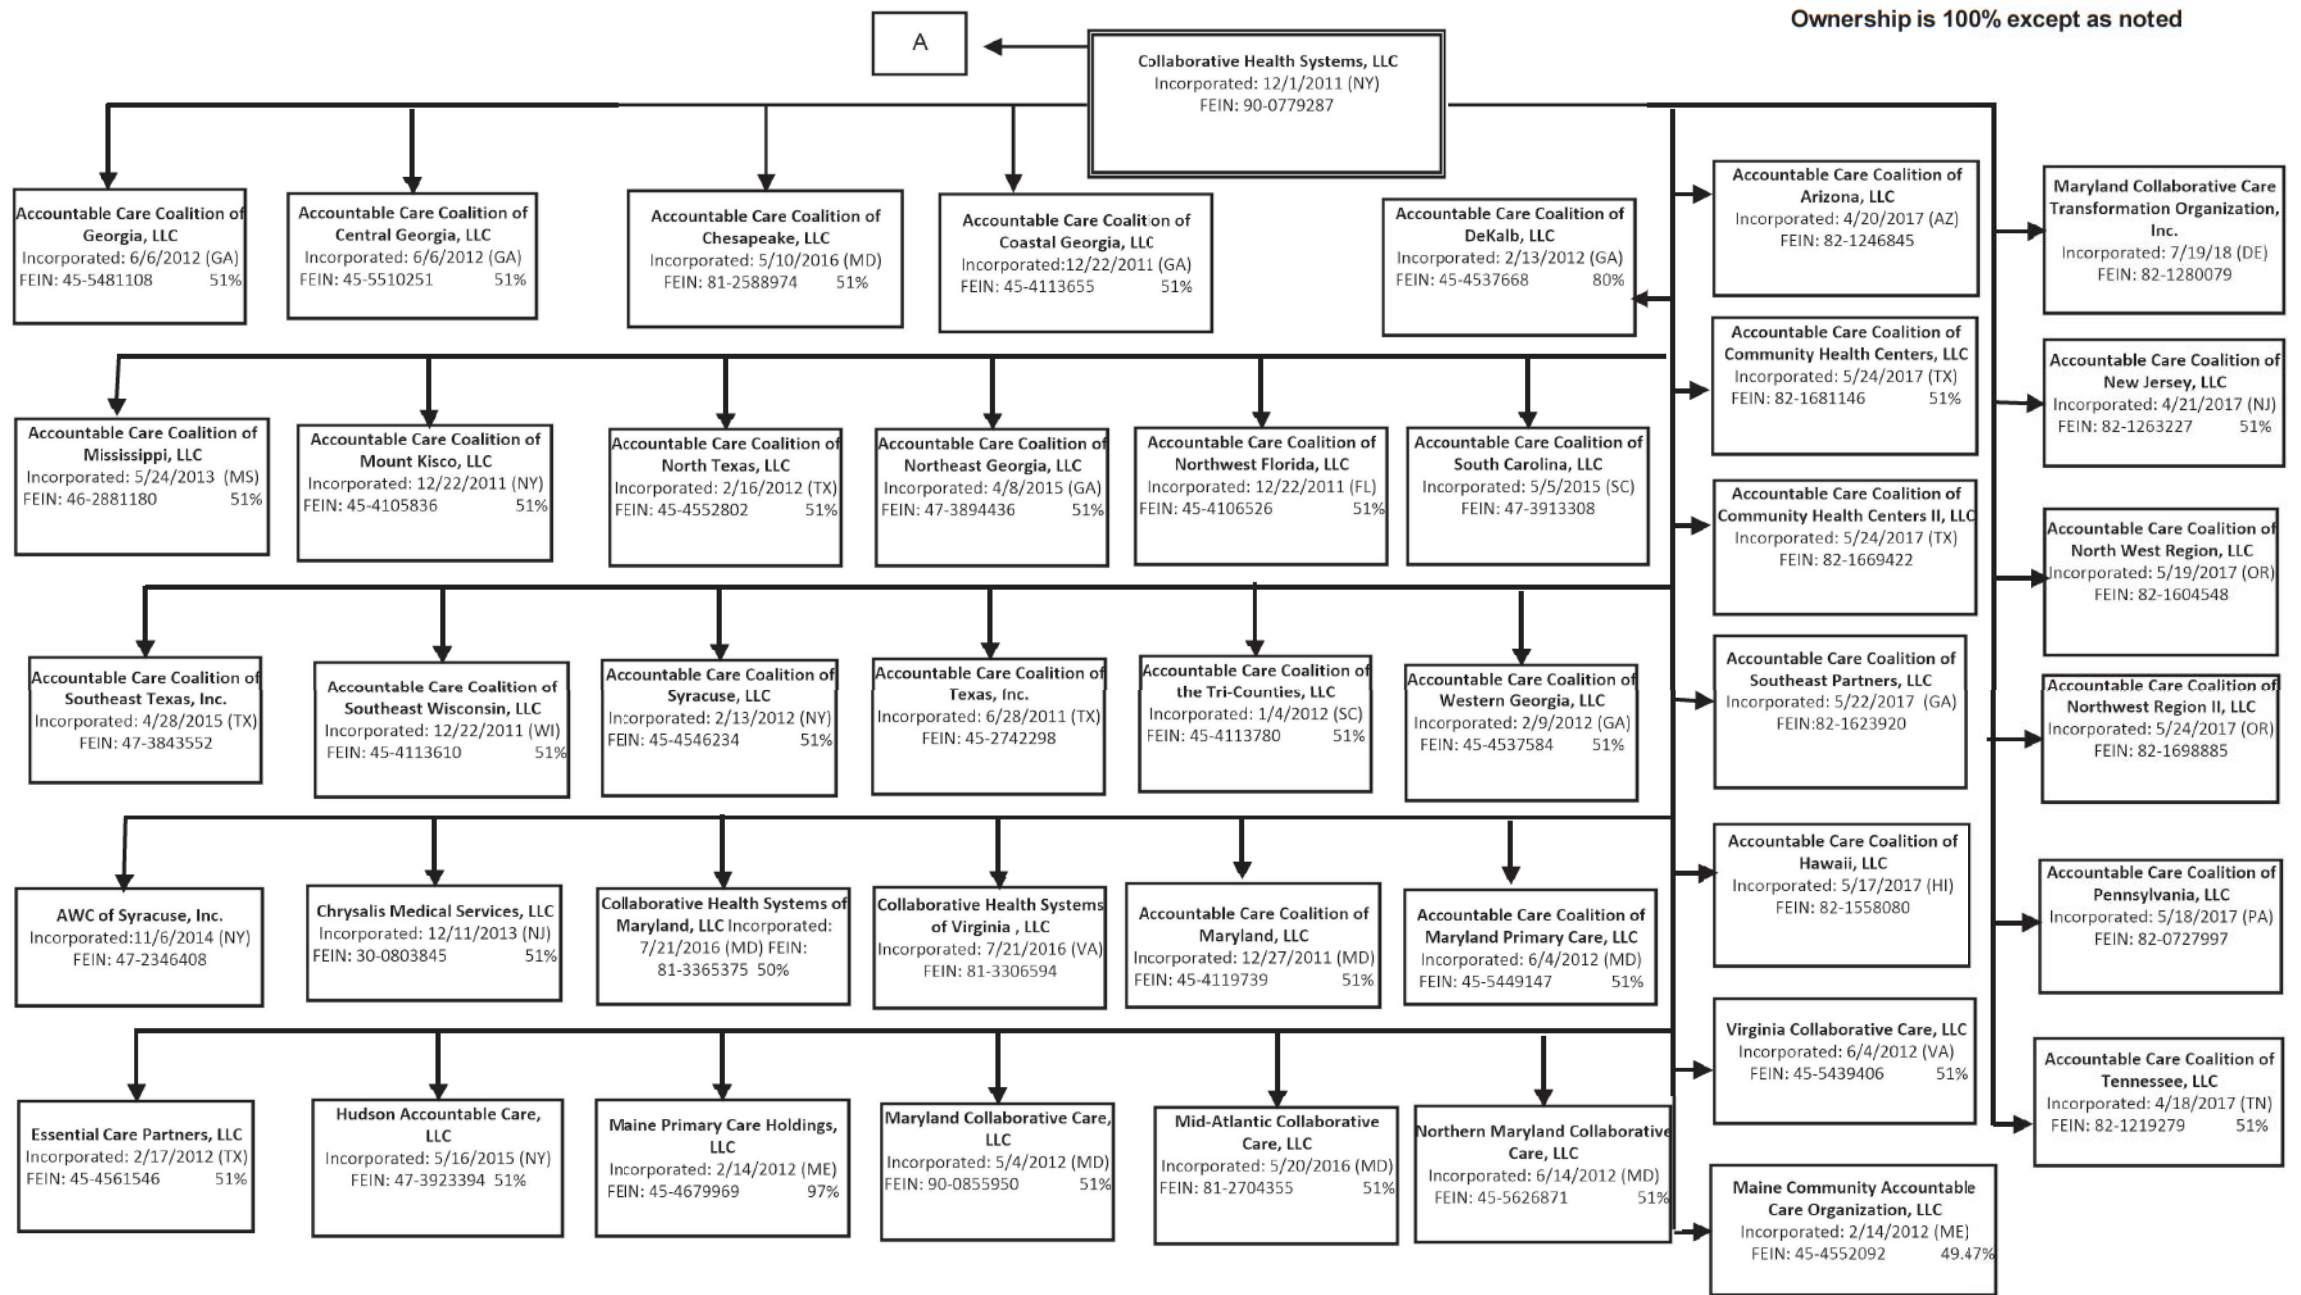 Ownership is 100% except as noted
A
Collaborative Health Systems, LLC
Incorporated: 12/1/2011 (NY)
FEIN: 90-0779287
Accountable Care Coalition of
Georgia, LLC
Incorporated: 6/6/2012 (GA)
FEIN: 45-5481108 51%
Accountable Care Coalition of
Central Georgia, LLC
Incorporated: 6/6/2012 (GA)
FEIN: 45-5510251 51%
Accountable Care Coalition of
Chesapeake, LLC
Incorporated: 5/10/2016 (MD)
FEIN: 81-2588974 51%
Accountable Care Coalition of
Coastal Georgia, LLC
Incorporated:12/22/2011 (GA)
FEIN: 45-4113655 51%
Accountable Care Coalition of
DeKalb, LLC
Incorporated: 2/13/2012 (GA)
FEIN: 45-4537668 80%
Accountable Care Coalition of
Arizona, LLC
Incorporated: 4/20/2017 (AZ)
FEIN: 82-1246845
Maryland Collaborative Care
Transformation Organization,
Inc.
Incorporated: 7/19/18 (DE)
FEIN: 82-1280079
Accountable Care Coalition of
Community Health Centers, LLC
Incorporated: 5/24/2017 (TX)
FEIN: 82-1681146 51%
Accountable Care Coalition of
New Jersey, LLC
Incorporated: 4/21/2017 (NJ)
FEIN: 82-1263227 51%
Accountable Care Coalition of
Mississippi, LLC
Incorporated: 5/24/2013 (MS)
FEIN: 46-2881180 51%
Accountable Care Coalition of
Mount Kisco, LLC
Incorporated: 12/22/2011 (NY)
FEIN: 45-4105836 51%
Accountable Care Coalition of
North Texas, LLC
Incorporated: 2/16/2012 (TX)
FEIN: 45-4552802 51%
Accountable Care Coalition of
Northeast Georgia, LLC
Incorporated: 4/8/2015 (GA)
FEIN: 47-3894436 51%
Accountable Care Coalition of
Northwest Florida, LLC
Incorporated: 12/22/2011 (FL)
FEIN: 45-4106526 51%
Accountable Care Coalition of
South Carolina, LLC
Incorporated: 5/5/2015 (SC)
FEIN: 47-3913308
Accountable Care Coalition of
Community Health Centers II, LLC
Incorporated: 5/24/2017 (TX)
FEIN: 82-1669422
Accountable Care Coalition of
North West Region, LLC
Incorporated: 5/19/2017 (OR)
FEIN: 82-1604548
Accountable Care Coalition of
Southeast Texas, Inc.
Incorporated: 4/28/2015 (TX)
FEIN: 47-3843552
Accountable Care Coalition of
Southeast Wisconsin, LLC
Incorporated: 12/22/2011 (WI)
FEIN: 45-4113610 51%
Accountable Care Coalition of
Syracuse, LLC
Incorporated: 2/13/2012 (NY)
FEIN: 45-4546234 51%
Accountable Care Coalition of
Texas, Inc.
Incorporated: 6/28/2011 (TX)
FEIN: 45-2742298
Accountable Care Coalition of
the Tri-Counties, LLC
Incorporated: 1/4/2012 (SC)
FEIN: 45-4113780 51%
Accountable Care Coalition of
Western Georgia, LLC
Incorporated: 2/9/2012 (GA)
FEIN: 45-4537584 51%
Accountable Care Coalition of
Southeast Partners, LLC
Incorporated: 5/22/2017 (GA)
FEIN:82-1623920
Accountable Care Coalition of
Northwest Region II, LLC
Incorporated: 5/24/2017 (OR)
FEIN: 82-1698885
AWC of Syracuse, Inc.
Incorporated:11/6/2014 (NY)
FEIN: 47-2346408
Chrysalis Medical Services, LLC
Incorporated: 12/11/2013 (NJ)
FEIN: 30-0803845 51%
Collaborative Health Systems of
Maryland, LLC Incorporated:
7/21/2016 (MD) FEIN:
81-3365375 50%
Collaborative Health Systems
of Virginia , LLC
Incorporated: 7/21/2016 (VA)
FEIN: 81-3306594
Accountable Care Coalition of
Maryland, LLC
Incorporated: 12/27/2011 (MD)
FEIN: 45-4119739 51%
Accountable Care Coalition of
Maryland Primary Care, LLC
Incorporated: 6/4/2012 (MD)
FEIN: 45-5449147 51%
Accountable Care Coalition of
Hawaii, LLC
Incorporated: 5/17/2017 (HI)
FEIN: 82-1558080
Accountable Care Coalition of
Pennsylvania, LLC
Incorporated: 5/18/2017 (PA)
FEIN: 82-0727997
Essential Care Partners, LLC
Incorporated: 2/17/2012 (TX)
FEIN: 45-4561546 51%
Hudson Accountable Care,
LLC
Incorporated: 5/16/2015 (NY)
FEIN: 47-3923394 51%
Maine Primary Care Holdings,
LLC
Incorporated: 2/14/2012 (ME)
FEIN: 45-4679969 97%
Maryland Collaborative Care,
LLC
Incorporated: 5/4/2012 (MD)
FEIN: 90-0855950 51%
Mid-Atlantic Collaborative
Care, LLC
Incorporated: 5/20/2016 (MD)
FEIN: 81-2704355 51%
Northern Maryland Collaborative
Care, LLC
Incorporated: 6/14/2012 (MD)
FEIN: 45-5626871 51%
Virginia Collaborative Care, LLC
Incorporated: 6/4/2012 (VA)
FEIN: 45-5439406 51%
Accountable Care Coalition of
Tennessee, LLC
Incorporated: 4/18/2017 (TN)
FEIN: 82-1219279 51%
Maine Community Accountable
Care Organization, LLC
Incorporated: 2/14/2012 (ME)
FEIN: 45-4552092 49.47%